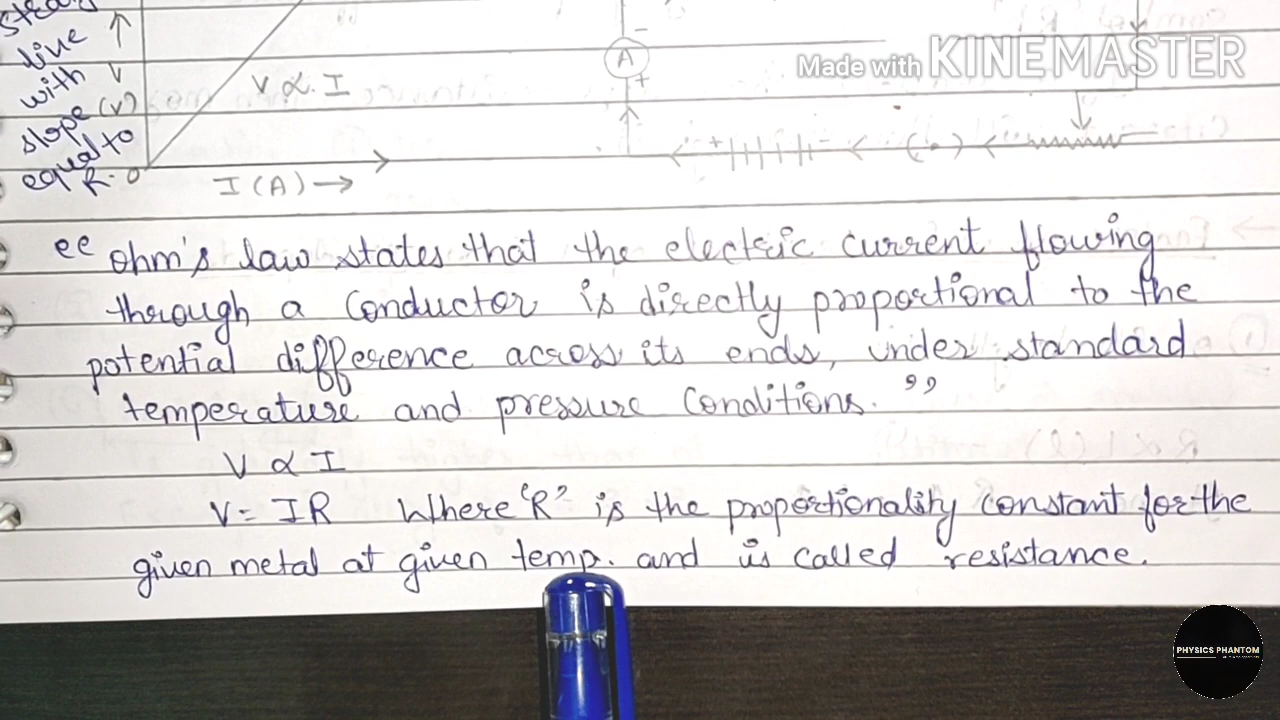 line
with
slope (V)
equal to
R.
0
V ∝ I
I (A) →
A
+
-
+ -
(•)
Made with KINEMASTER
"ohm's law states that the electric current flowing
through a conductor is directly proportional to the
potential difference across its ends, under standard
temperature and pressure conditions."
V ∝ I
V = IR Where 'R' is the proportionality constant for the
given metal at given temp. and is called resistance.
PHYSICS PHANTOM